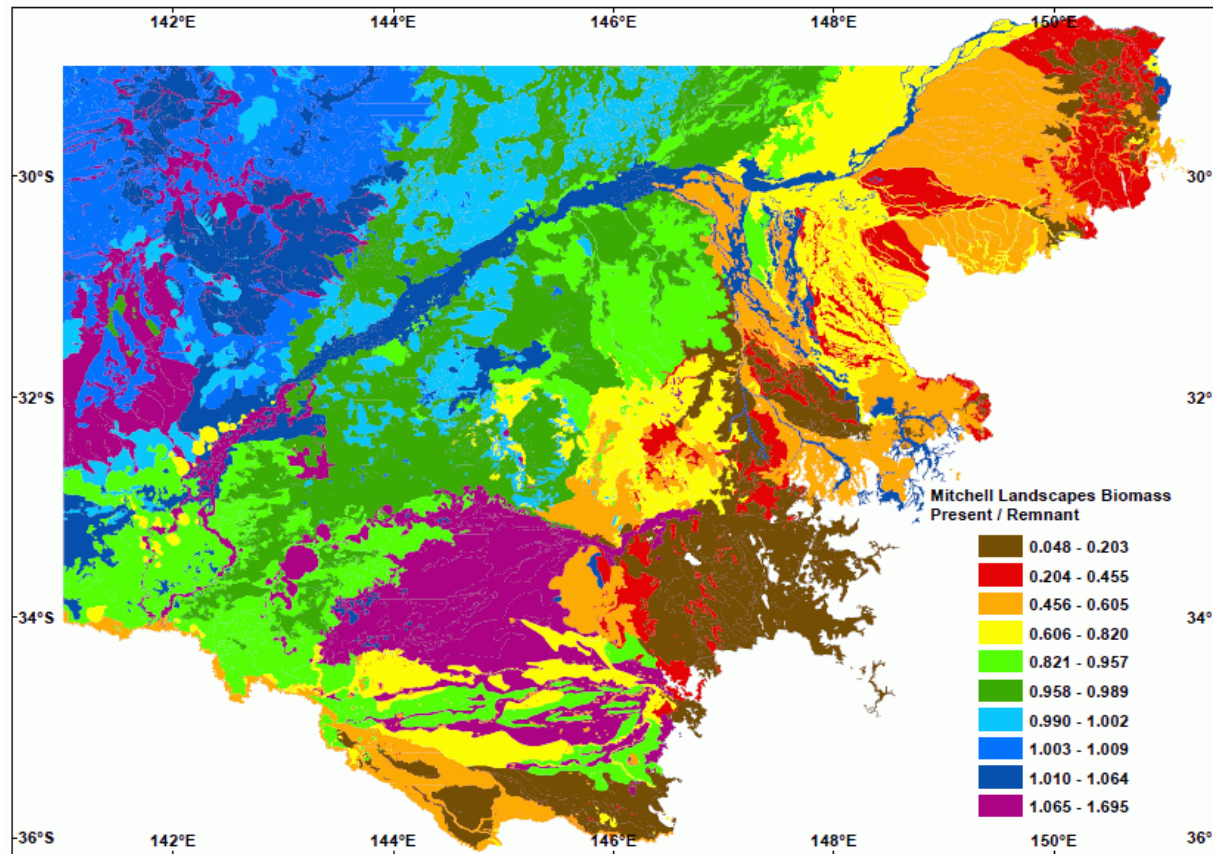 142°E 144°E 146°E 148°E 150°E
30°S 30°
32°S 32°
34°S 34°
36°S 36°
142°E 144°E 146°E 148°E 150°E
Mitchell Landscapes Biomass
Present / Remnant
0.048 - 0.203
0.204 - 0.455
0.456 - 0.605
0.606 - 0.820
0.821 - 0.957
0.958 - 0.989
0.990 - 1.002
1.003 - 1.009
1.010 - 1.064
1.065 - 1.695